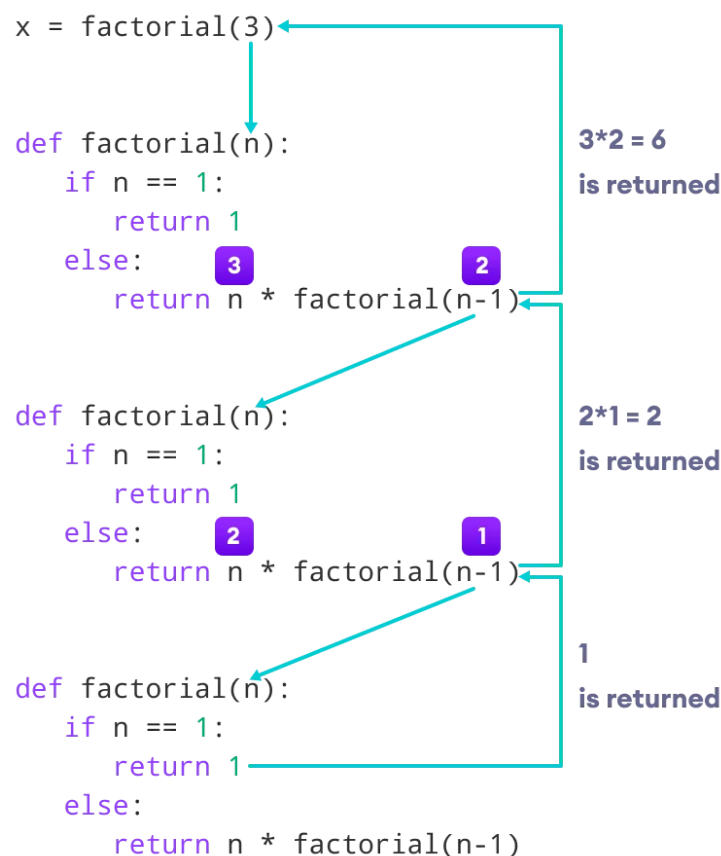 x = factorial(3)
def factorial(n):
    if n == 1:
        return 1
    else:
3
2
        return n * factorial(n-1)
3*2 = 6
is returned
def factorial(n):
    if n == 1:
        return 1
    else:
2
1
        return n * factorial(n-1)
2*1 = 2
is returned
def factorial(n):
    if n == 1:
        return 1
    else:
        return n * factorial(n-1)
1
is returned